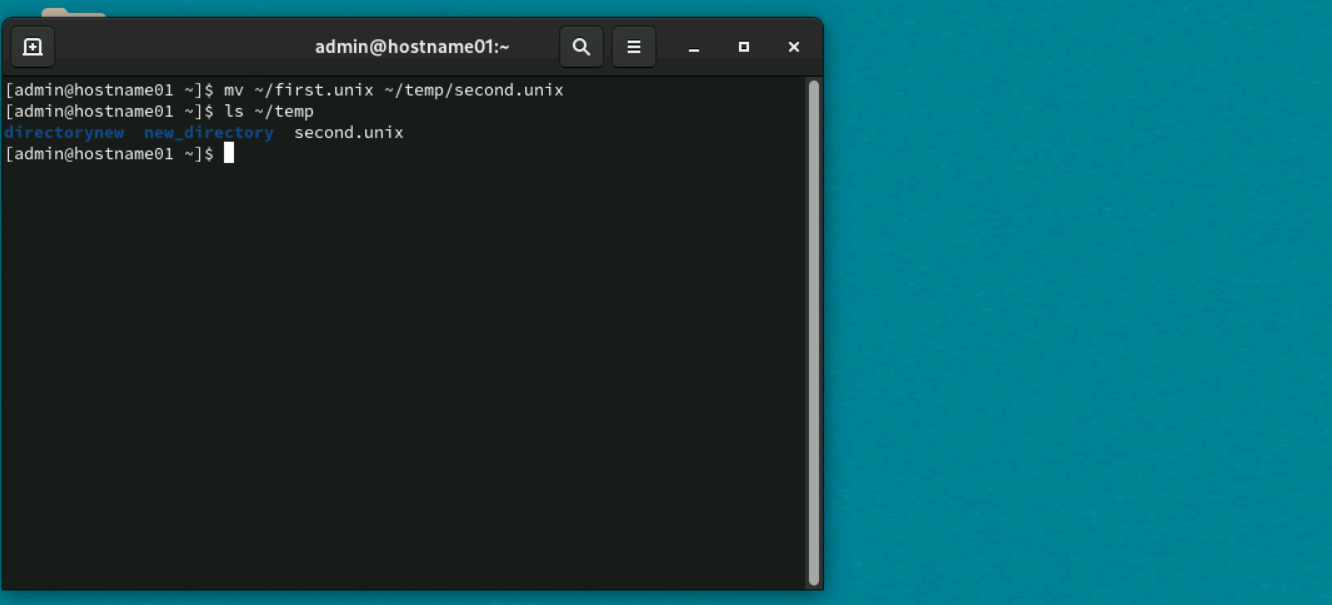 admin@hostname01:~
[admin@hostname01 ~]$ mv ~/first.unix ~/temp/second.unix
[admin@hostname01 ~]$ ls ~/temp
directorynew  new_directory  second.unix
[admin@hostname01 ~]$